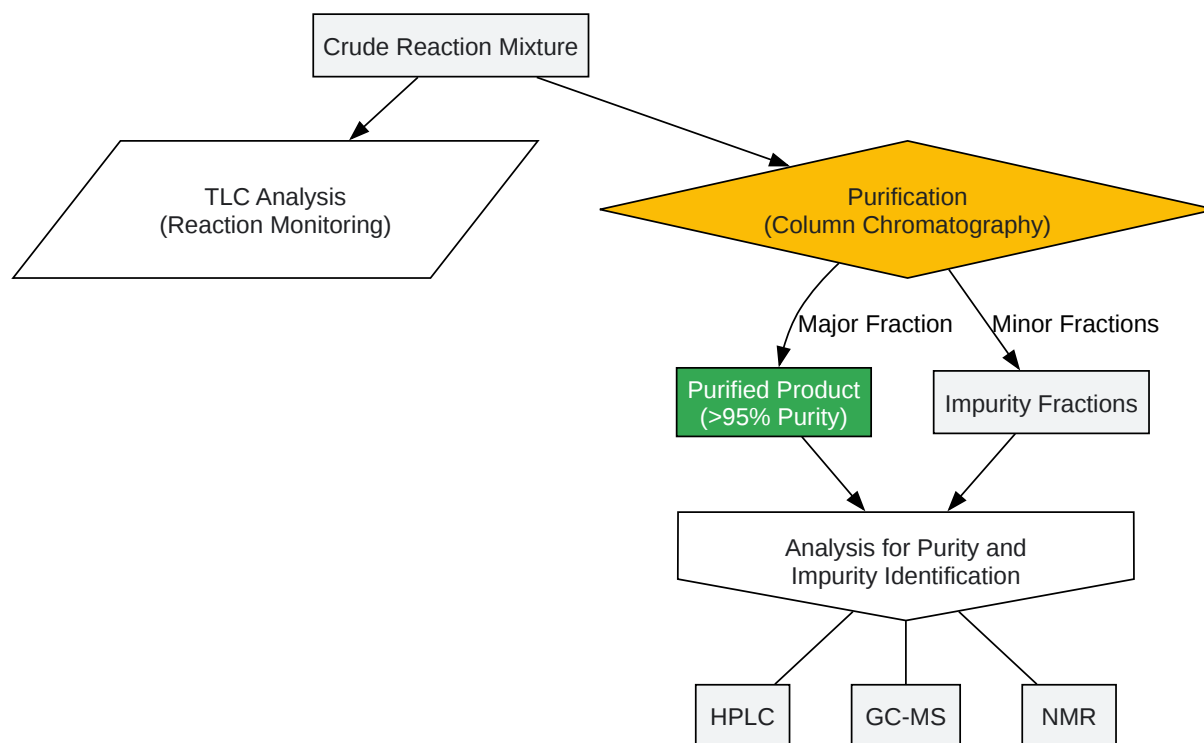 Crude Reaction Mixture
TLC Analysis
(Reaction Monitoring)
Purification
(Column Chromatography)
Major Fraction
Minor Fractions
Purified Product
(>95% Purity)
Impurity Fractions
Analysis for Purity and
Impurity Identification
HPLC
GC-MS
NMR